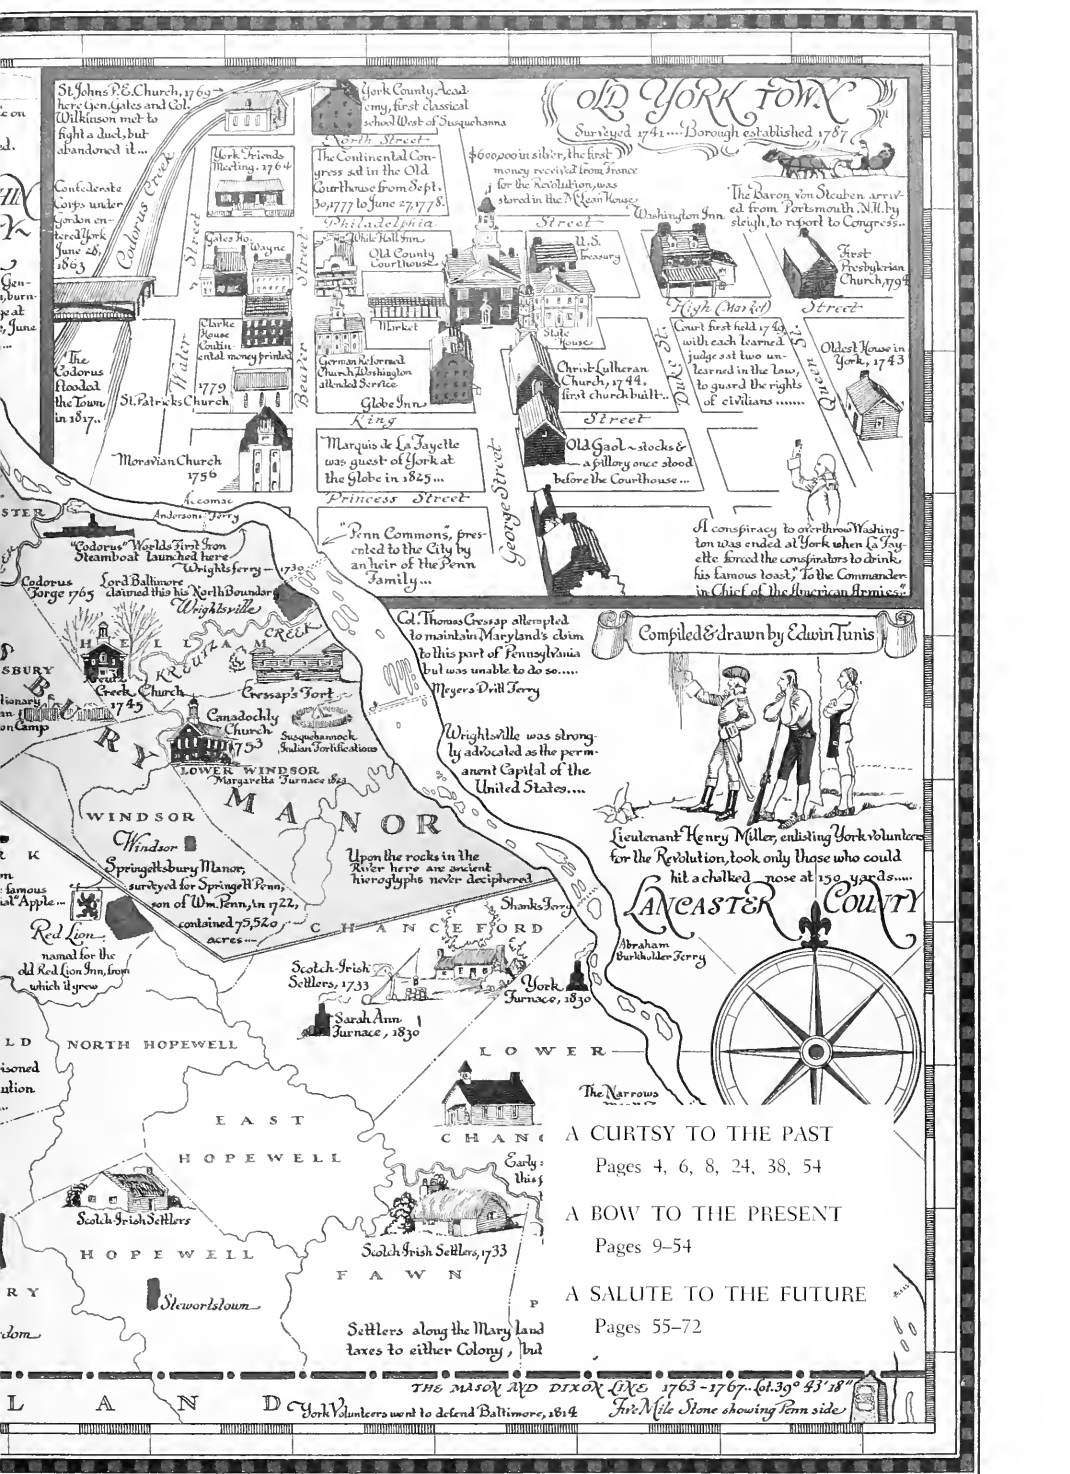 OLD YORK TOWN
Surveyed 1741....Borough established 1787
St. Johns P.E. Church, 1769
here Gen. Gates and Col.
Wilkinson met to
fight a duel, but
abandoned it...
York County Acad-
emy, first classical
school West of Susquehanna
North Street
York Friends
Meeting. 1764
The Continental Con-
gress sat in the Old
Courthouse from Sept.
30, 1777 to June 27, 1778.
$600,000 in silver, the first
money received from France
for the Revolution, was
stored in the McLean House
The Baron von Steuben arriv-
ed from Portsmouth, N.H. by
sleigh, to report to Congress..
Confederate
Corps under
Gordon en-
tered York
June 28,
1863
Codorus Creek
Water Street
Philadelphia Street
Washington Inn
Gates Ho.
Wayne
Beaver Street
White Hall Inn
Old County
Courthouse
U.S.
Treasury
First
Presbyterian
Church, 1794
High (Market) Street
Clarke
House
Contin-
ental money printed
Market
State
House
Duke St.
Court first held 1749
with each learned
judge sat two un-
learned in the law,
to guard the rights
of civilians .......
Queen St.
Oldest House in
York, 1743
The
Codorus
flooded
the Town
in 1817..
1779
St. Patricks Church
German Reformed
Church, Washington
attended Service
Globe Inn
Christ Lutheran
Church, 1744,
first church built..
King Street
Moravian Church
1756
Marquis de La Fayette
was guest of York at
the Globe in 1825...
George Street
Old Gaol ~ stocks &
a pillory once stood
before the Courthouse...
Princess Street
Accomac
Andersons Ferry
"Penn Commons", pres-
ented to the City by
an heir of the Penn
Family...
A conspiracy to overthrow Washing-
ton was ended at York when La Fay-
ette forced the conspirators to drink
his famous toast, "To the Commander-
in-Chief of the American Armies."
"Codorus" Worlds First Iron
Steamboat launched here
Wrightsferry - 1730
Codorus
Forge 1765
Lord Baltimore
claimed this his North Boundary
Wrightsville
HELLAM
KREUTZ CREEK
Kreutz
Creek Church
1745
Cressap's Fort
Canadochly
Church
1753
Susquehannock
Indian Fortifications
LOWER WINDSOR
Margaretta Furnace 1823
Col. Thomas Cressap attempted
to maintain Maryland's claim
to this part of Pennsylvania
but was unable to do so.....
Meyers Drill Ferry
Compiled & drawn by Edwin Tunis
Wrightsville was strong-
ly advocated as the perm-
anent Capital of the
United States....
Lieutenant Henry Miller, enlisting York volunteers
for the Revolution, took only those who could
hit a chalked nose at 150 yards.....
BURY MANOR
WINDSOR
Windsor
Springettsbury Manor,
surveyed for Springett Penn,
son of Wm. Penn, in 1722,
contained 75,520
acres...
Upon the rocks in the
River here are ancient
hieroglyphs never deciphered
Red Lion
named for the
old Red Lion Inn, from
which it grew
LANCASTER COUNTY
Shanks Ferry
CHANCEFORD
Abraham
Burkholder Ferry
Scotch-Irish
Settlers, 1733
York
Furnace, 1830
Sarah Ann
Furnace, 1830
NORTH HOPEWELL
LOWER
CHAN
The Narrows
EAST
HOPEWELL
Scotch-Irish Settlers
Early
this
Scotch-Irish Settlers, 1733
HOPEWELL
FAWN
Stewartstown
Settlers along the Maryland
taxes to either Colony, but
A CURTSY TO THE PAST
Pages 4, 6, 8, 24, 38, 54
A BOW TO THE PRESENT
Pages 9–54
A SALUTE TO THE FUTURE
Pages 55–72
THE MASON AND DIXON LINE 1763-1767.. Lat. 39° 43' 18"
LAND
York Volunteers went to defend Baltimore, 1814
Five Mile Stone showing Penn side